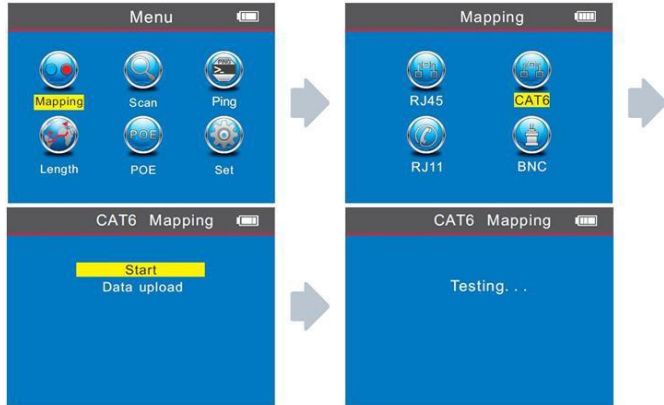 Menu
Mapping
Scan
Ping
Length
POE
POE
Set
Mapping
RJ45
CAT6
RJ11
BNC
CAT6 Mapping
Start
Data upload
CAT6 Mapping
Testing. . .